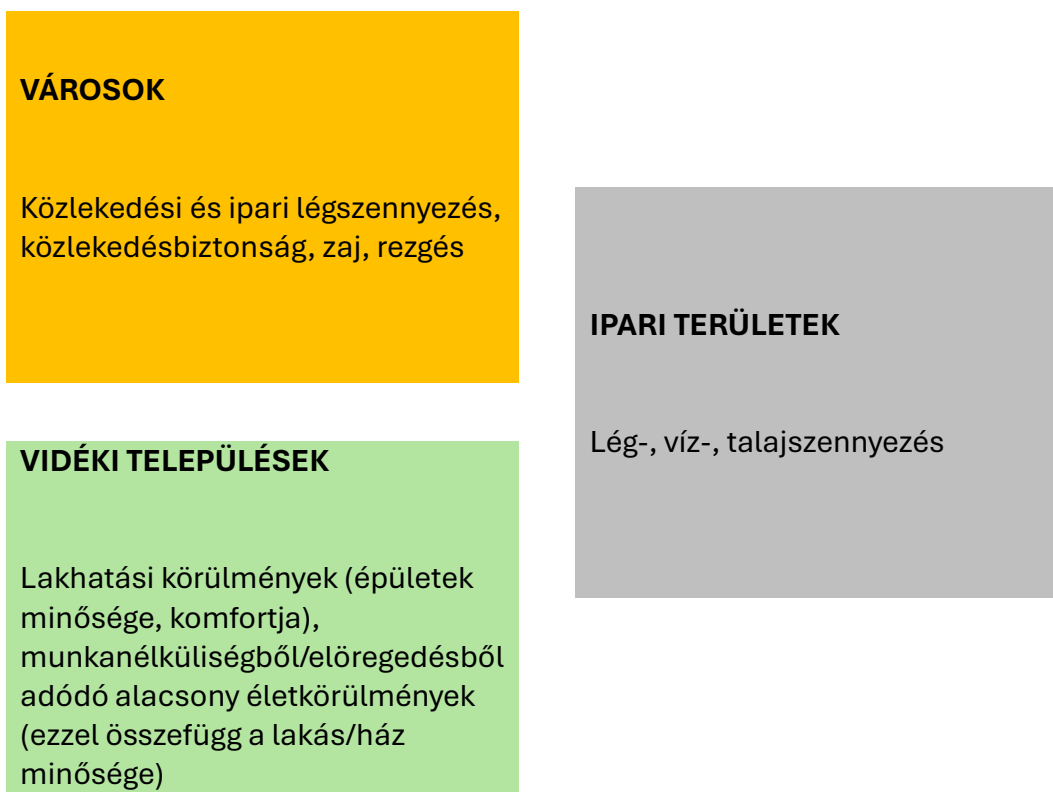 VÁROSOK
Közlekedési és ipari légszennyezés,
közlekedésbiztonság, zaj, rezgés
VIDÉKI TELEPÜLÉSEK
Lakhatási körülmények (épületek
minősége, komfortja),
munkanélküliségből/elöregedésből
adódó alacsony életkörülmények
(ezzel összefügg a lakás/ház
minősége)
IPARI TERÜLETEK
Lég-, víz-, talajszennyezés